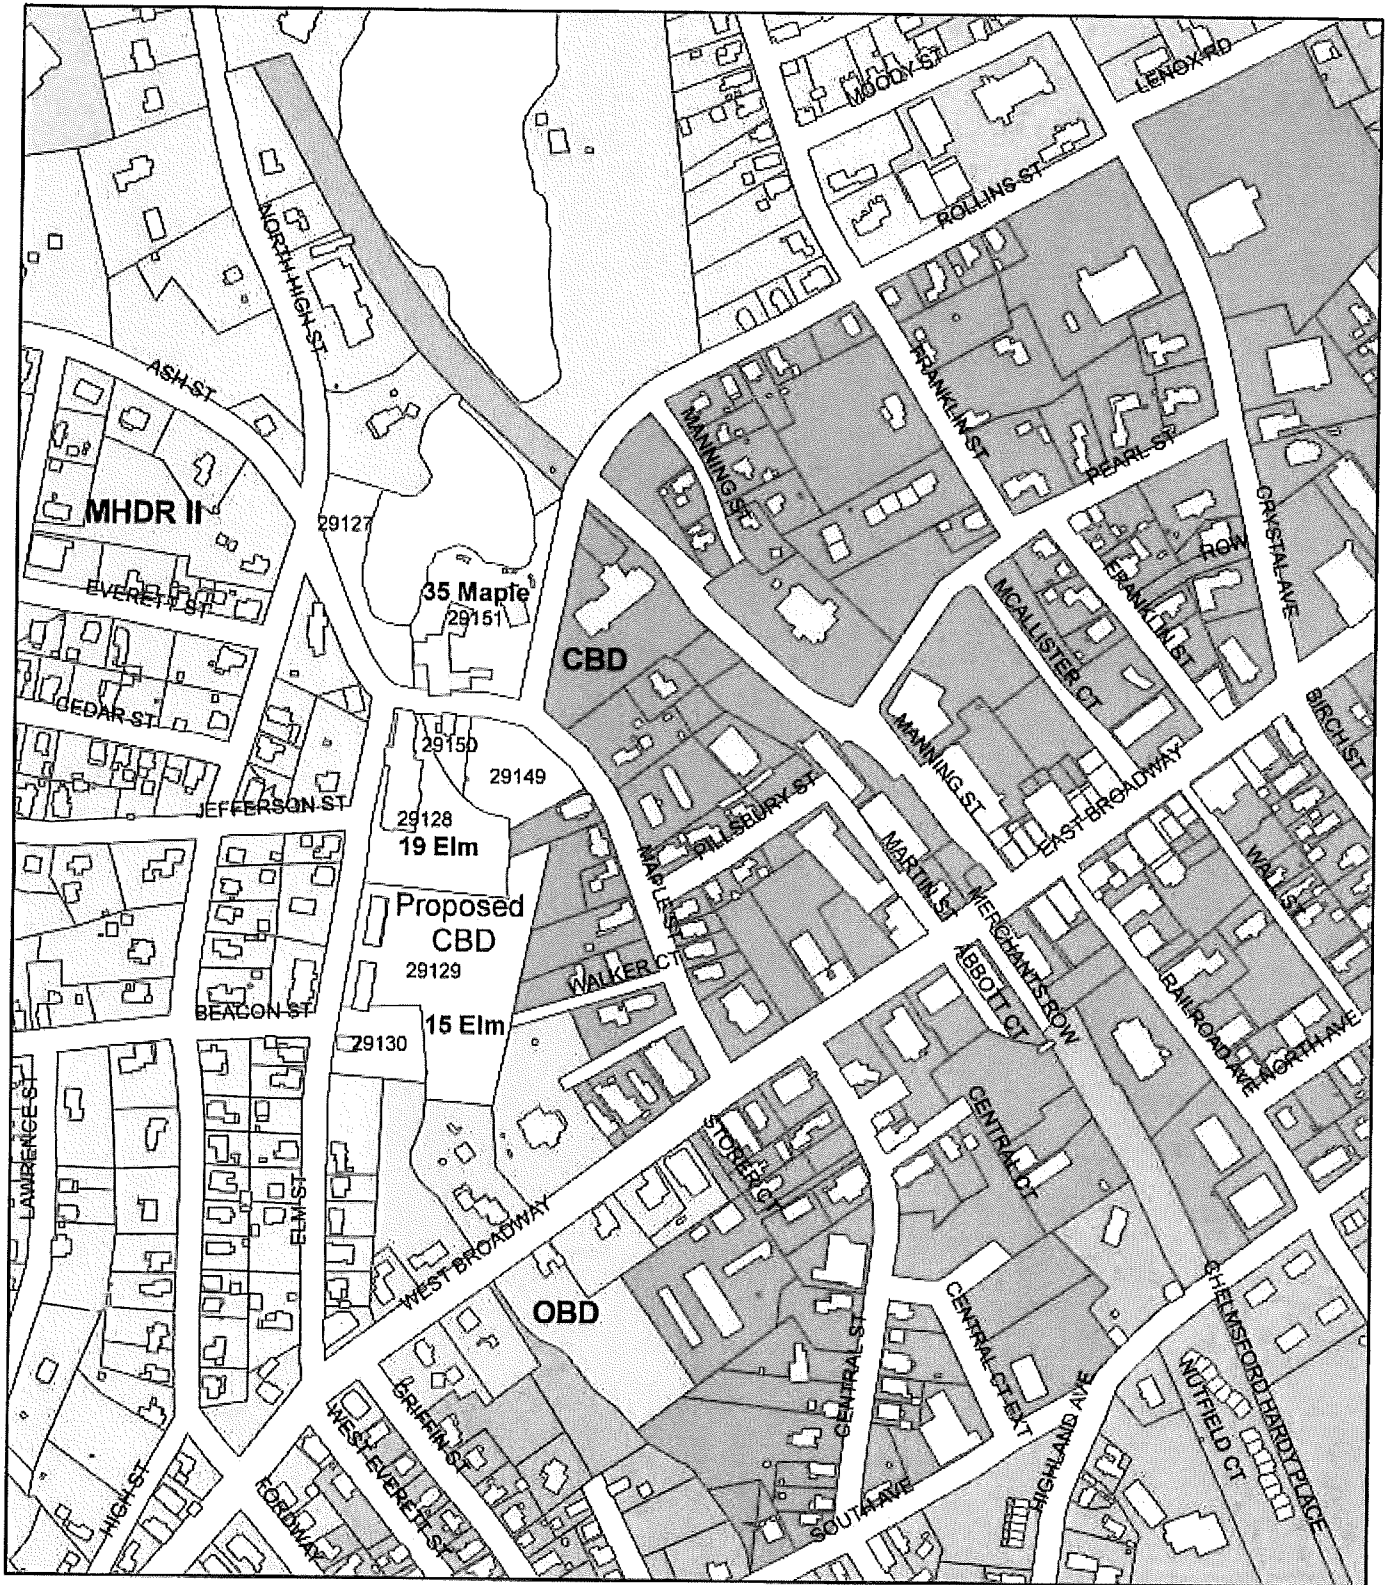 MOODY ST
LENOX RD
ROLLINS ST
NORTH HIGH ST
ASH ST
FRANKLIN ST
MANNING ST
PEARL ST
MHDR II
29127
CRYSTAL AVE
ROW
35 Maple
29151
EVERETT ST
FRANKLIN ST
MCALLISTER CT
CBD
CEDAR ST
BIRCH ST
29150
MANNING ST
29149
EAST BROADWAY
JEFFERSON ST
PILLSBURY ST
29128
19 Elm
MARTIN ST
WALL ST
MAPLE ST
Proposed
CBD
MERCHANTS ROW
29129
WALKER CT
ABBOTT CT
RAILROAD AVE
BEACON ST
15 Elm
NORTH AVE
29130
LAWRENCE ST
CENTRAL CT
STORER CT
ELM ST
WEST BROADWAY
OBD
CHELMSFORD HARDY PLACE
CENTRAL ST
CENTRAL CT EXT
NUTFIELD CT
GRIFFIN ST
WEST EVERETT ST
HIGHLAND AVE
HIGH ST
FORDWAY
SOUTH AVE